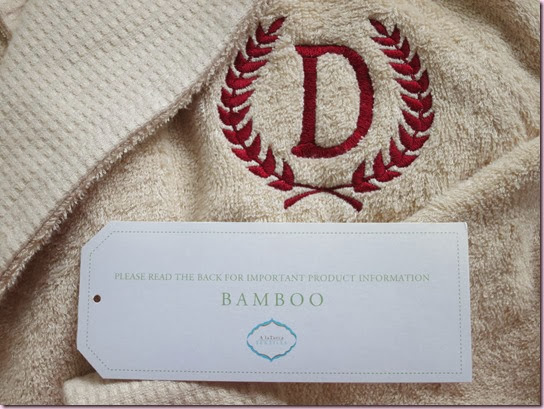 D
PLEASE READ THE BACK FOR IMPORTANT PRODUCT INFORMATION
BAMBOO